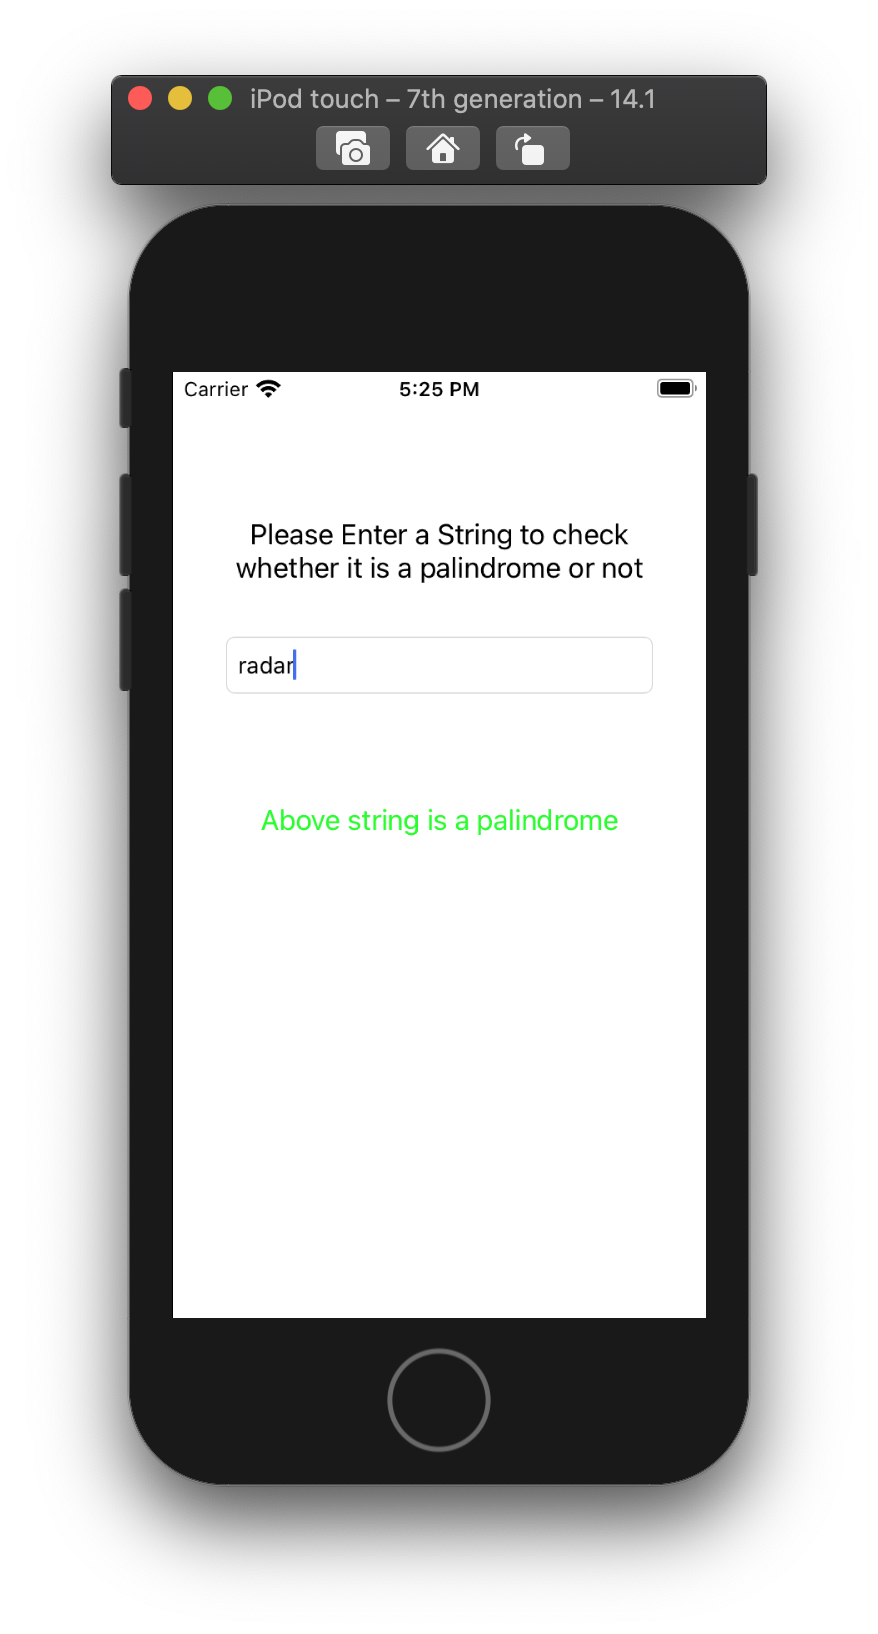 iPod touch – 7th generation – 14.1
Carrier
5:25 PM
Please Enter a String to check
whether it is a palindrome or not
radar
Above string is a palindrome